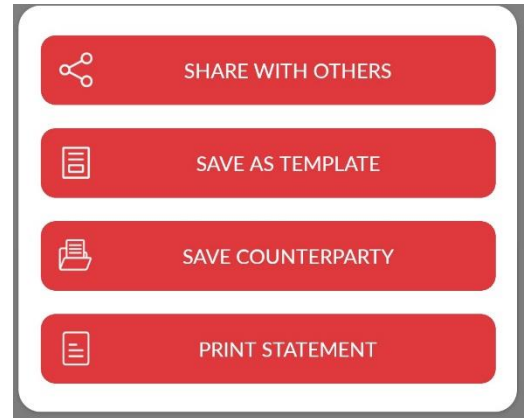 SHARE WITH OTHERS
SAVE AS TEMPLATE
SAVE COUNTERPARTY
PRINT STATEMENT